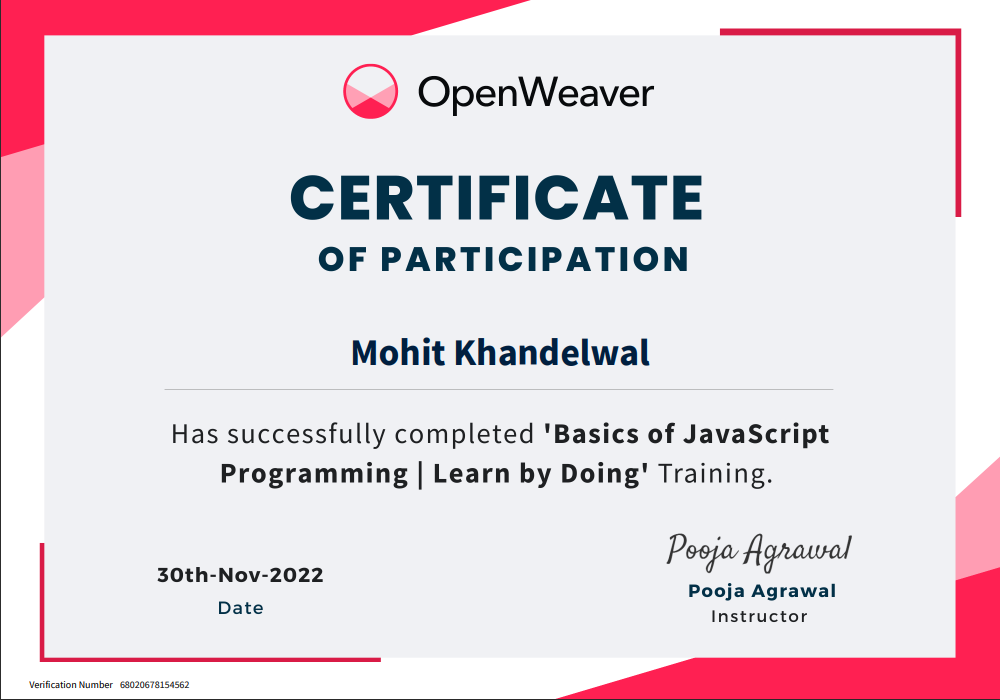 OpenWeaver
CERTIFICATE
OF PARTICIPATION
Mohit Khandelwal
Has successfully completed 'Basics of JavaScript
Programming | Learn by Doing' Training.
30th-Nov-2022
Date
Pooja Agrawal
Pooja Agrawal
Instructor
Verification Number 68020678154562